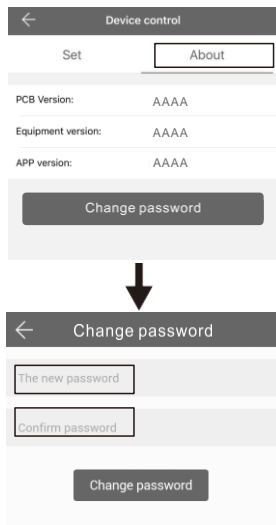 Device control
Set About
PCB Version: AAAA
Equipment version: AAAA
APP version: AAAA
Change password
Change password
The new password
Confirm password
Change password